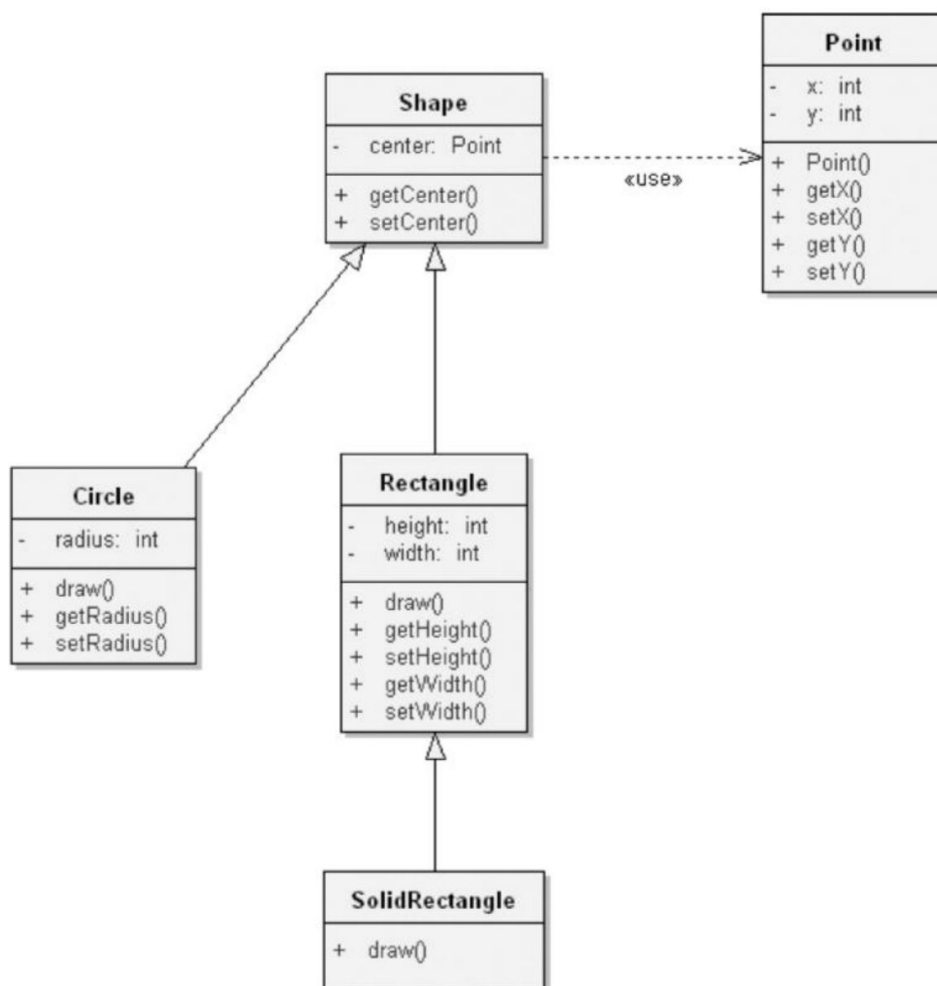 Point
- x: int
- y: int
+ Point()
+ getX()
+ setX()
+ getY()
+ setY()
Shape
- center: Point
+ getCenter()
+ setCenter()
«use»
Circle
- radius: int
+ draw()
+ getRadius()
+ setRadius()
Rectangle
- height: int
- width: int
+ draw()
+ getHeight()
+ setHeight()
+ getWidth()
+ setWidth()
SolidRectangle
+ draw()